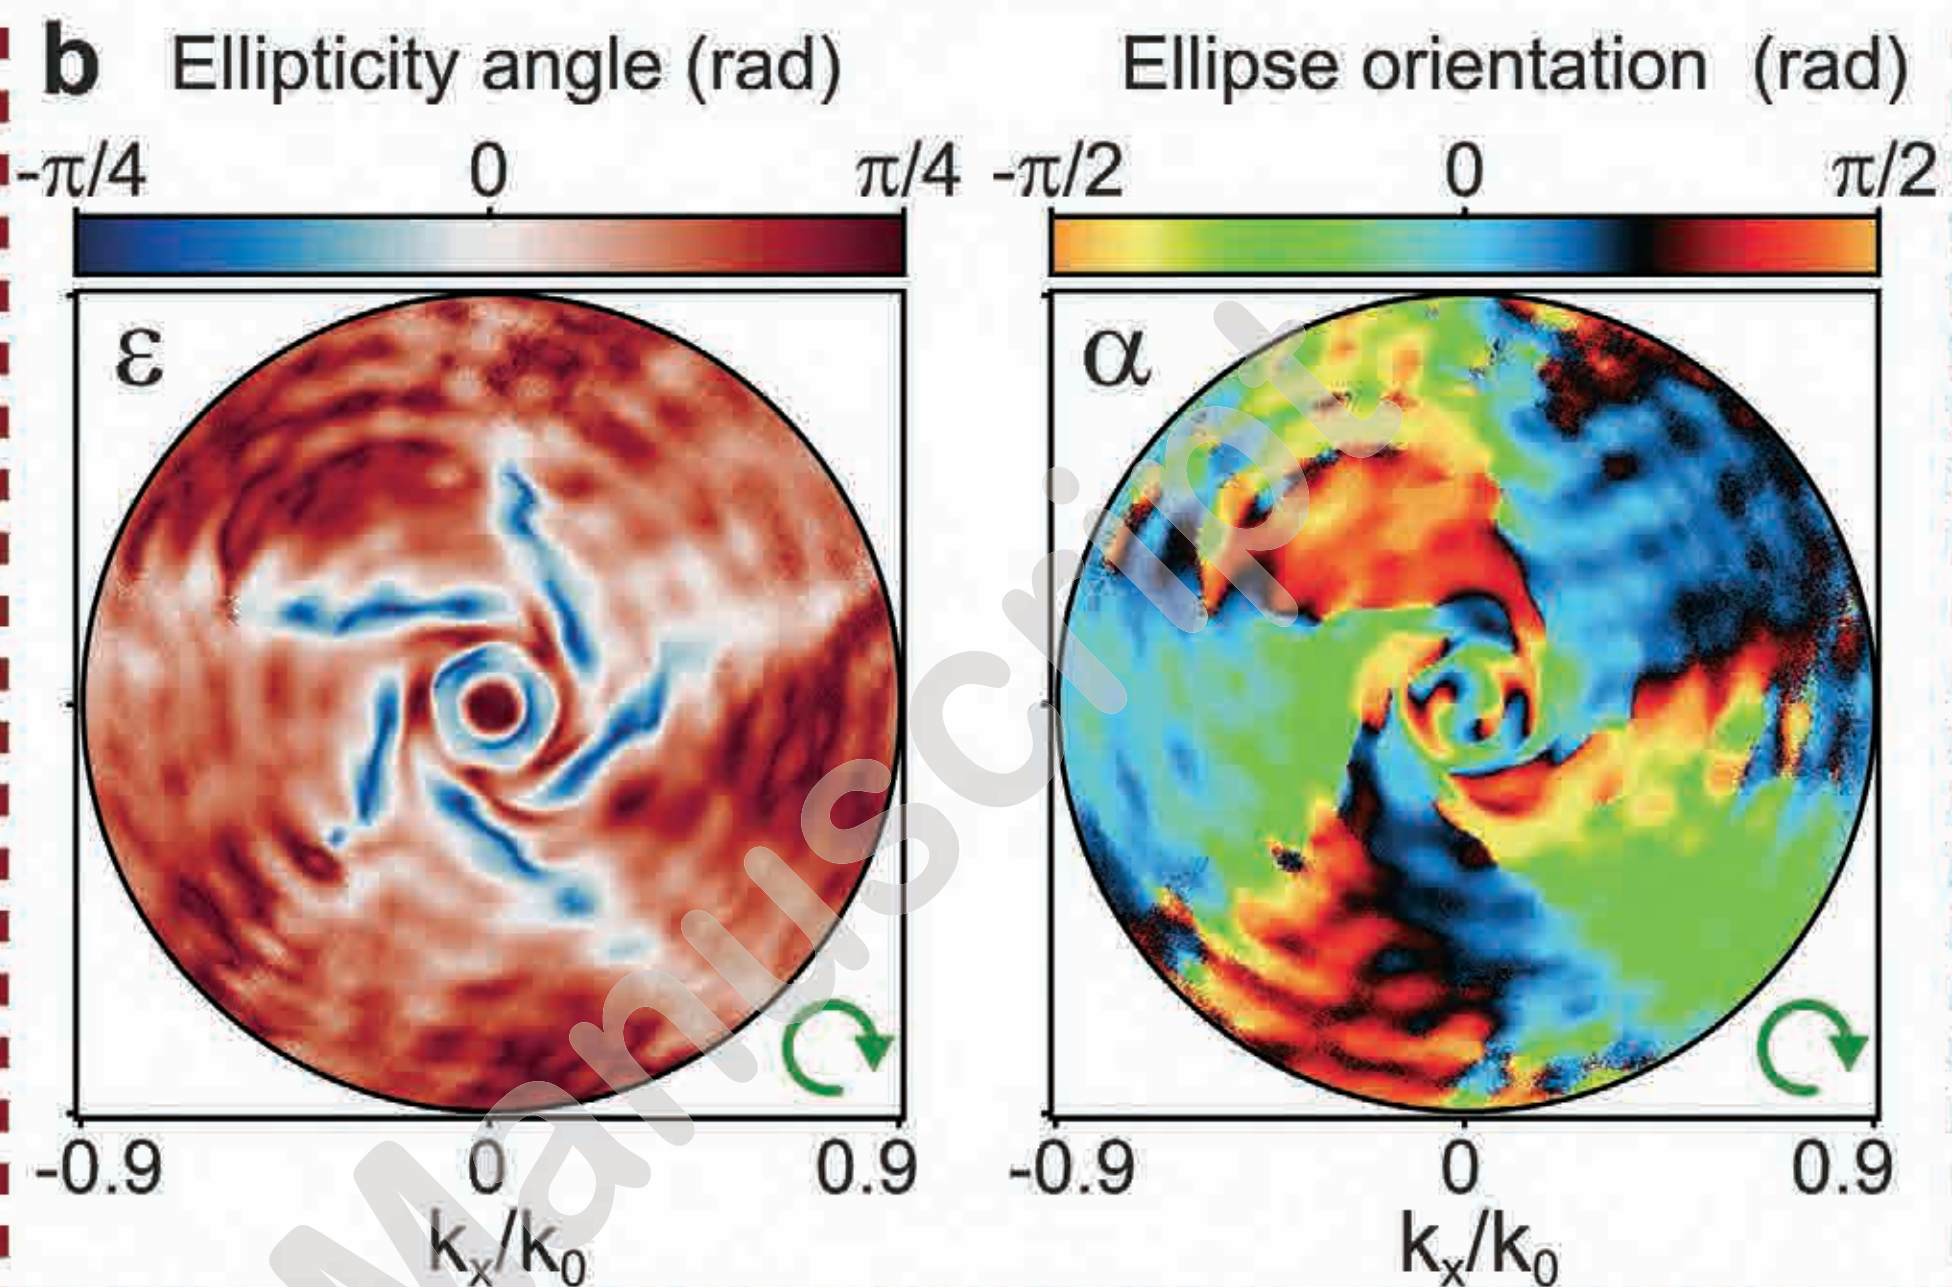 b Ellipticity angle (rad) Ellipse orientation (rad)
-π/4 0 π/4 -π/2 0 π/2
ε α
-0.9 0 0.9 -0.9 0 0.9
kₓ/k₀ kₓ/k₀
Manuscript